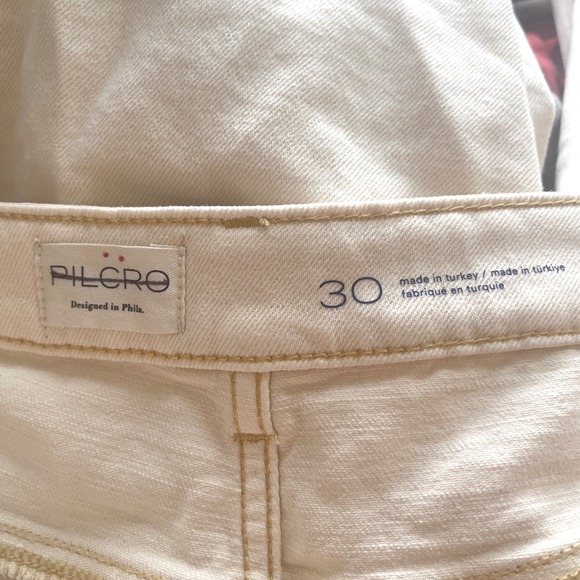 PILCRO
Designed in Phila.
30
made in turkey / made in türkiye
fabriqué en turquie